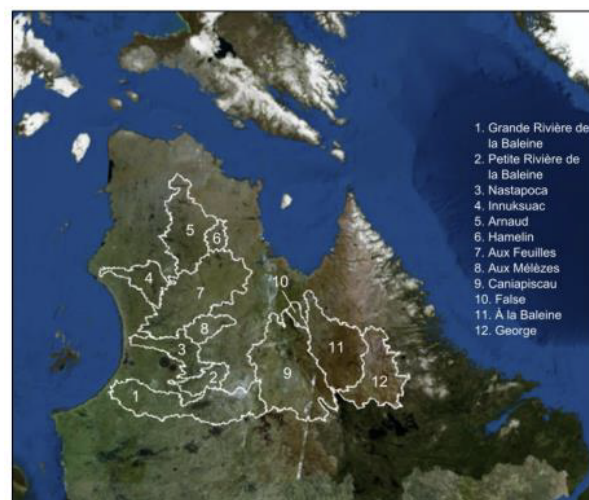 1. Grande Rivière de
la Baleine
2. Petite Rivière de
la Baleine
3. Nastapoca
4. Innuksuac
5. Arnaud
6. Hamelin
7. Aux Feuilles
8. Aux Mélèzes
9. Caniapiscau
10. False
11. À la Baleine
12. George
5
6
4
7
10
8
3
11
2
9
12
1